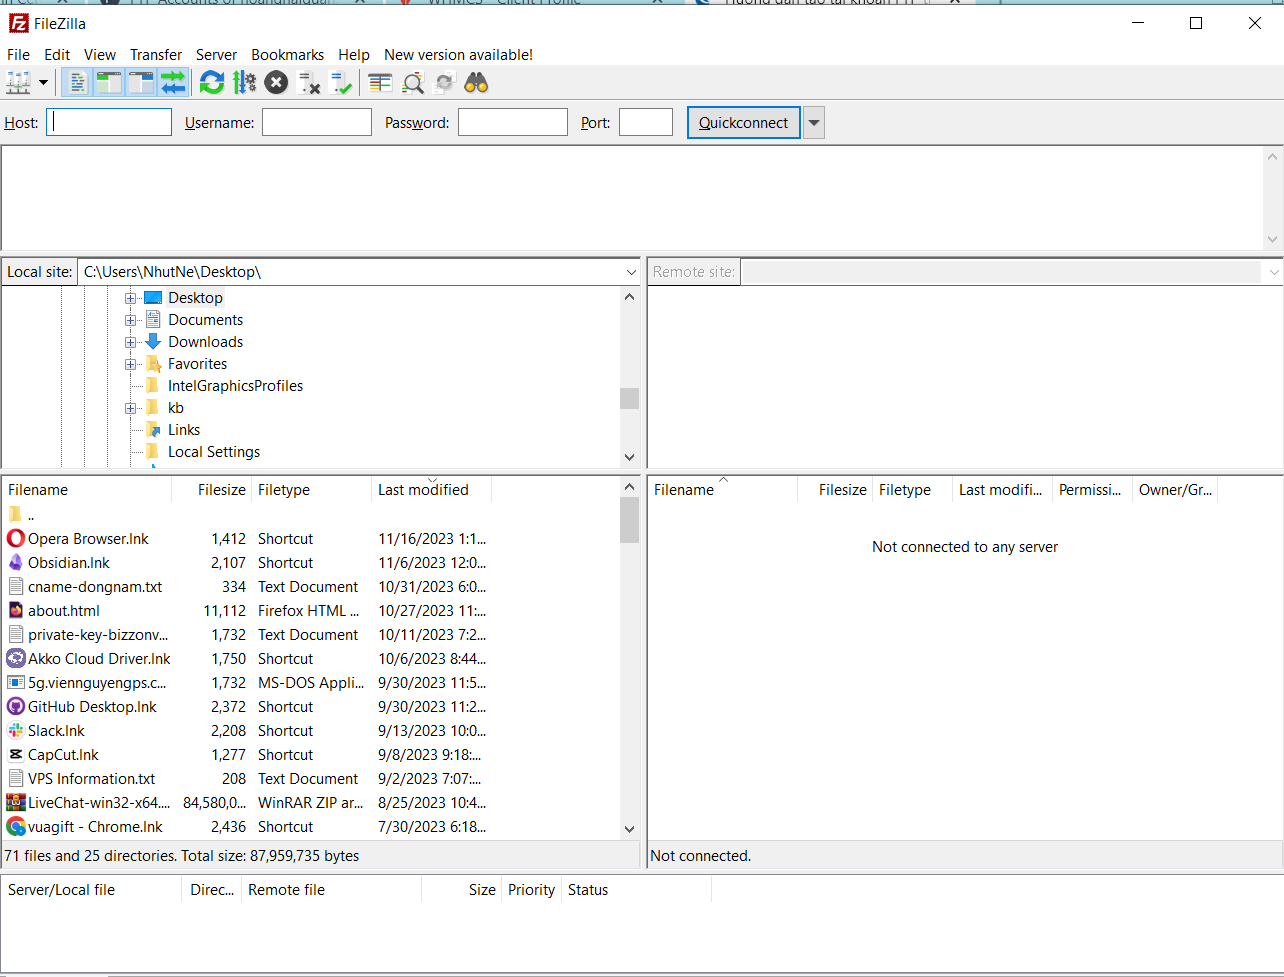 FTP Accounts of hoanghaiquan
WHMCS - Client Profile
FileZilla
File Edit View Transfer Server Bookmarks Help New version available!
Host: Username: Password: Port: Quickconnect
Local site: C:\Users\NhutNe\Desktop\
Remote site:
Desktop
Documents
Downloads
Favorites
IntelGraphicsProfiles
kb
Links
Local Settings
Filename Filesize Filetype Last modified
..
Opera Browser.lnk 1,412 Shortcut 11/16/2023 1:1...
Obsidian.lnk 2,107 Shortcut 11/6/2023 12:0...
cname-dongnam.txt 334 Text Document 10/31/2023 6:0...
about.html 11,112 Firefox HTML ... 10/27/2023 11:...
private-key-bizzonv... 1,732 Text Document 10/11/2023 7:2...
Akko Cloud Driver.lnk 1,750 Shortcut 10/6/2023 8:44...
5g.viennguyengps.c... 1,732 MS-DOS Appli... 9/30/2023 11:5...
GitHub Desktop.lnk 2,372 Shortcut 9/30/2023 11:2...
Slack.lnk 2,208 Shortcut 9/13/2023 10:0...
CapCut.lnk 1,277 Shortcut 9/8/2023 9:18:...
VPS Information.txt 208 Text Document 9/2/2023 7:07:...
LiveChat-win32-x64.... 84,580,0... WinRAR ZIP ar... 8/25/2023 10:4...
vuagift - Chrome.lnk 2,436 Shortcut 7/30/2023 6:18...
71 files and 25 directories. Total size: 87,959,735 bytes
Filename Filesize Filetype Last modifi... Permissi... Owner/Gr...
Not connected to any server
Not connected.
Server/Local file Direc... Remote file Size Priority Status